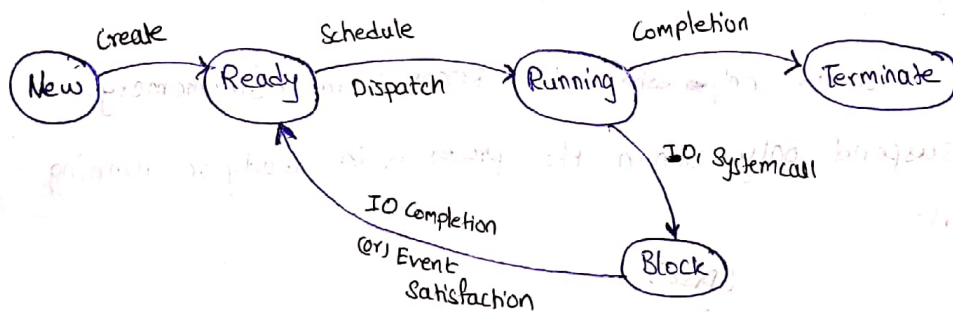 Create
Schedule
Completion
New
Ready
Dispatch
Running
Terminate
IO, Systemcall
IO Completion
(or) Event
Satisfaction
Block